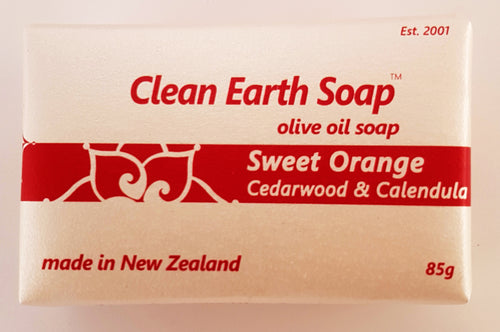 Est. 2001
Clean Earth Soap™
olive oil soap
Sweet Orange
Cedarwood & Calendula
made in New Zealand
85g